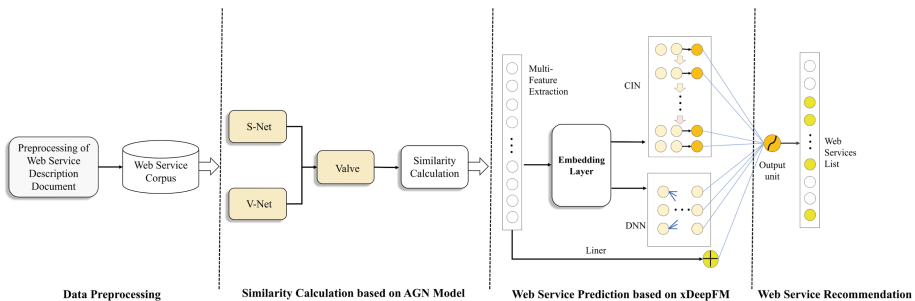 Preprocessing of
Web Service
Description
Document
Web Service
Corpus
S-Net
V-Net
Valve
Similarity
Calculation
Multi-
Feature
Extraction
Embedding
Layer
CIN
DNN
Liner
Output
unit
Web
Services
List
Data Preprocessing
Similarity Calculation based on AGN Model
Web Service Prediction based on xDeepFM
Web Service Recommendation